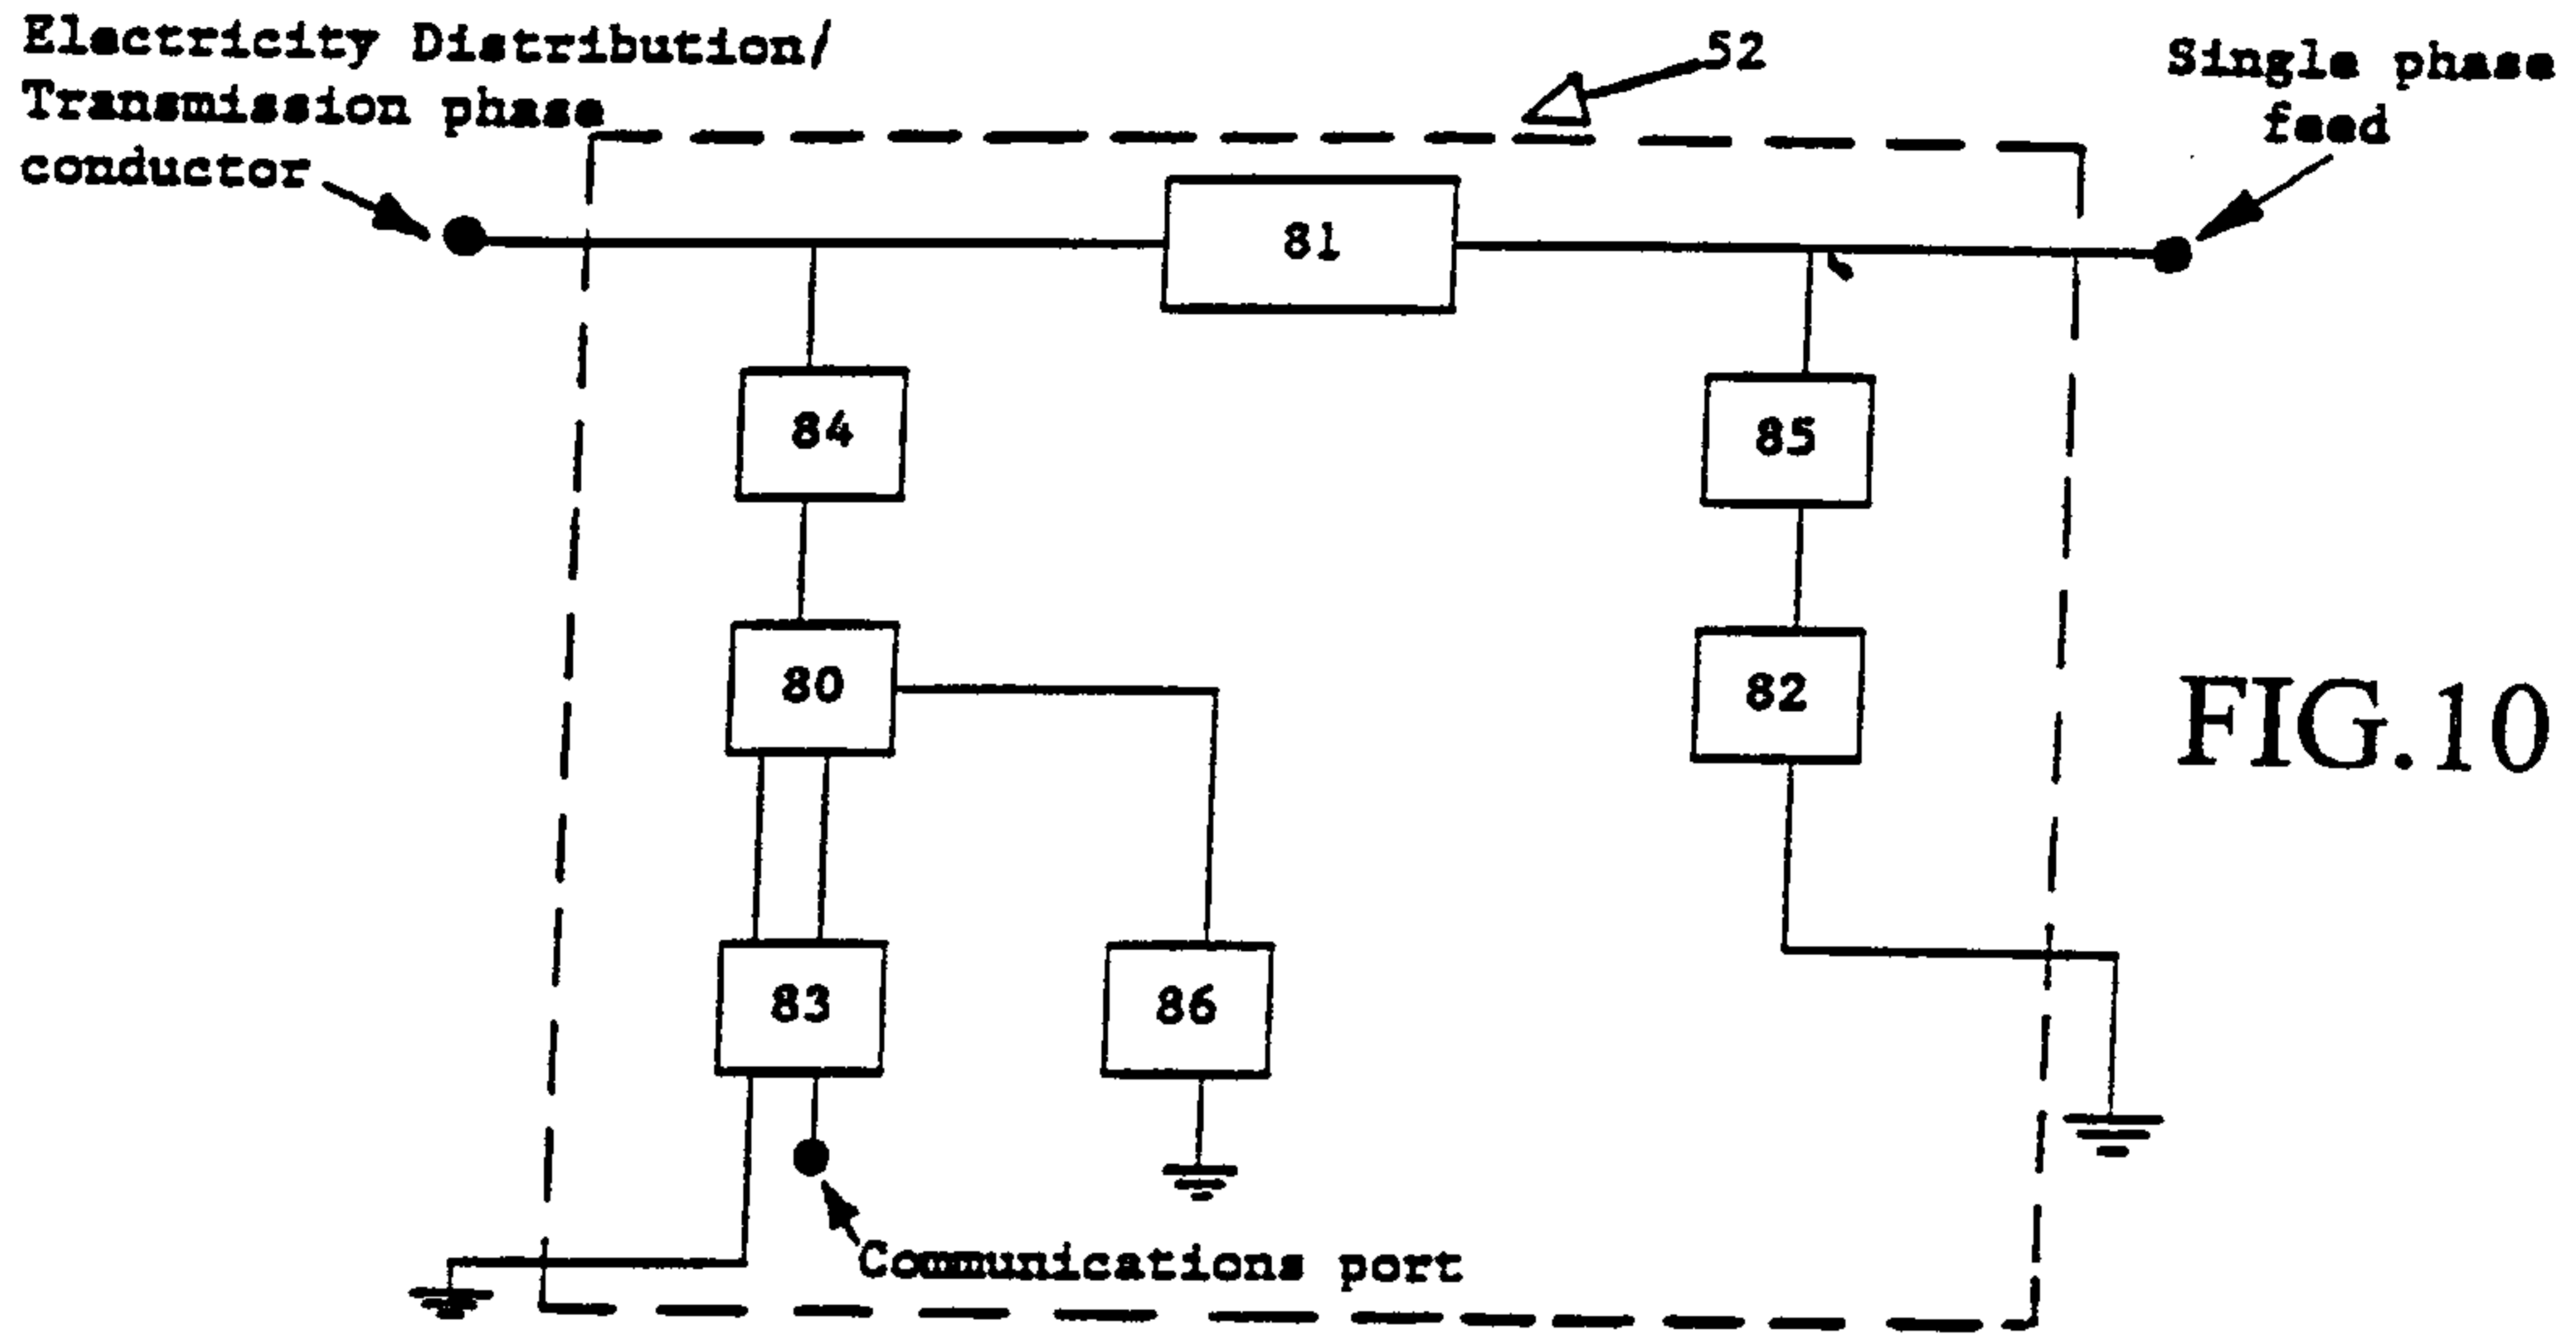 Electricity Distribution/
Transmission phase
conductor
52
Single phase
feed
81
84
85
80
82
FIG.10
83
86
Communications port